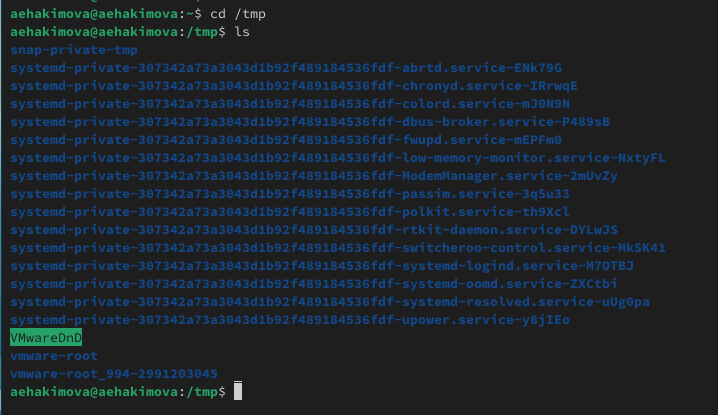 aehakimova@aehakimova:~$ cd /tmp
aehakimova@aehakimova:/tmp$ ls
snap-private-tmp
systemd-private-307342a73a3043d1b92f489184536fdf-abrtd.service-ENk79G
systemd-private-307342a73a3043d1b92f489184536fdf-chronyd.service-IRrwqE
systemd-private-307342a73a3043d1b92f489184536fdf-colord.service-mJ0N9N
systemd-private-307342a73a3043d1b92f489184536fdf-dbus-broker.service-P489sB
systemd-private-307342a73a3043d1b92f489184536fdf-fwupd.service-mEPFm0
systemd-private-307342a73a3043d1b92f489184536fdf-low-memory-monitor.service-NxtyFL
systemd-private-307342a73a3043d1b92f489184536fdf-ModemManager.service-2mUvZy
systemd-private-307342a73a3043d1b92f489184536fdf-passim.service-3q5u33
systemd-private-307342a73a3043d1b92f489184536fdf-polkit.service-th9Xcl
systemd-private-307342a73a3043d1b92f489184536fdf-rtkit-daemon.service-DYLwJS
systemd-private-307342a73a3043d1b92f489184536fdf-switcheroo-control.service-MkSK41
systemd-private-307342a73a3043d1b92f489184536fdf-systemd-logind.service-M7OTBJ
systemd-private-307342a73a3043d1b92f489184536fdf-systemd-oomd.service-ZXCtbi
systemd-private-307342a73a3043d1b92f489184536fdf-systemd-resolved.service-uUg0pa
systemd-private-307342a73a3043d1b92f489184536fdf-upower.service-y8jIEo
VMwareDnD
vmware-root
vmware-root_994-2991203045
aehakimova@aehakimova:/tmp$